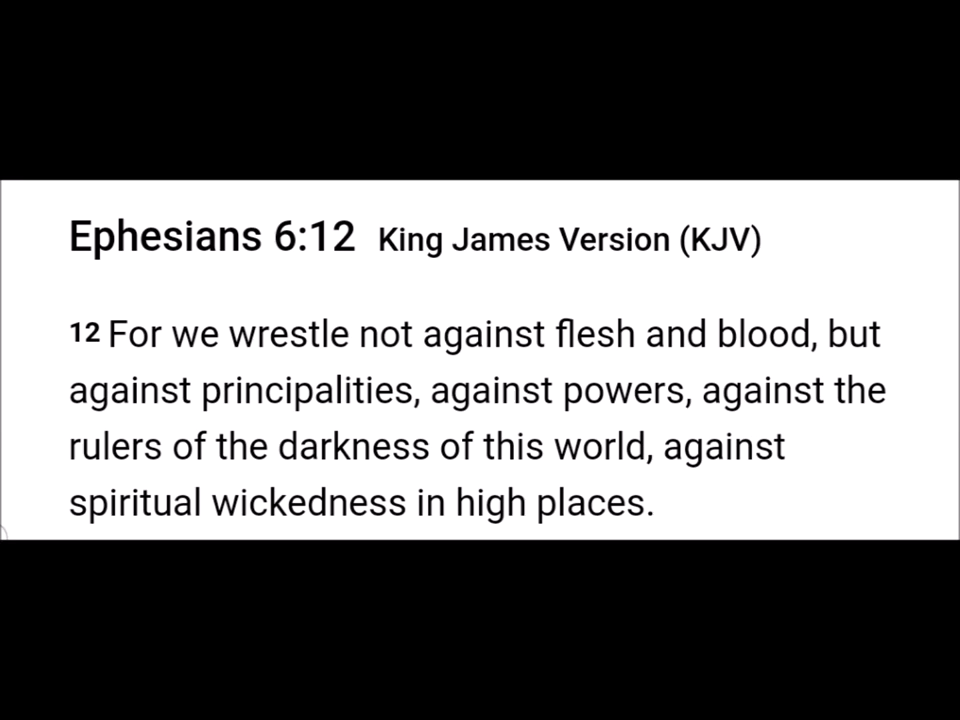 Ephesians 6:12 King James Version (KJV)
12 For we wrestle not against flesh and blood, but
against principalities, against powers, against the
rulers of the darkness of this world, against
spiritual wickedness in high places.